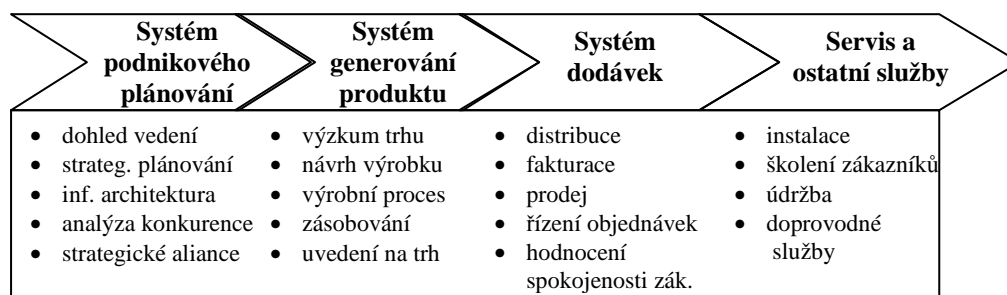 Systém
podnikového
plánování
Systém
generování
produktu
Systém
dodávek
Servis a
ostatní služby
• dohled vedení
• strateg. plánování
• inf. architektura
• analýza konkurence
• strategické aliance
• výzkum trhu
• návrh výrobku
• výrobní proces
• zásobování
• uvedení na trh
• distribuce
• fakturace
• prodej
• řízení objednávek
• hodnocení
spokojenosti zák.
• instalace
• školení zákazníků
• údržba
• doprovodné
služby